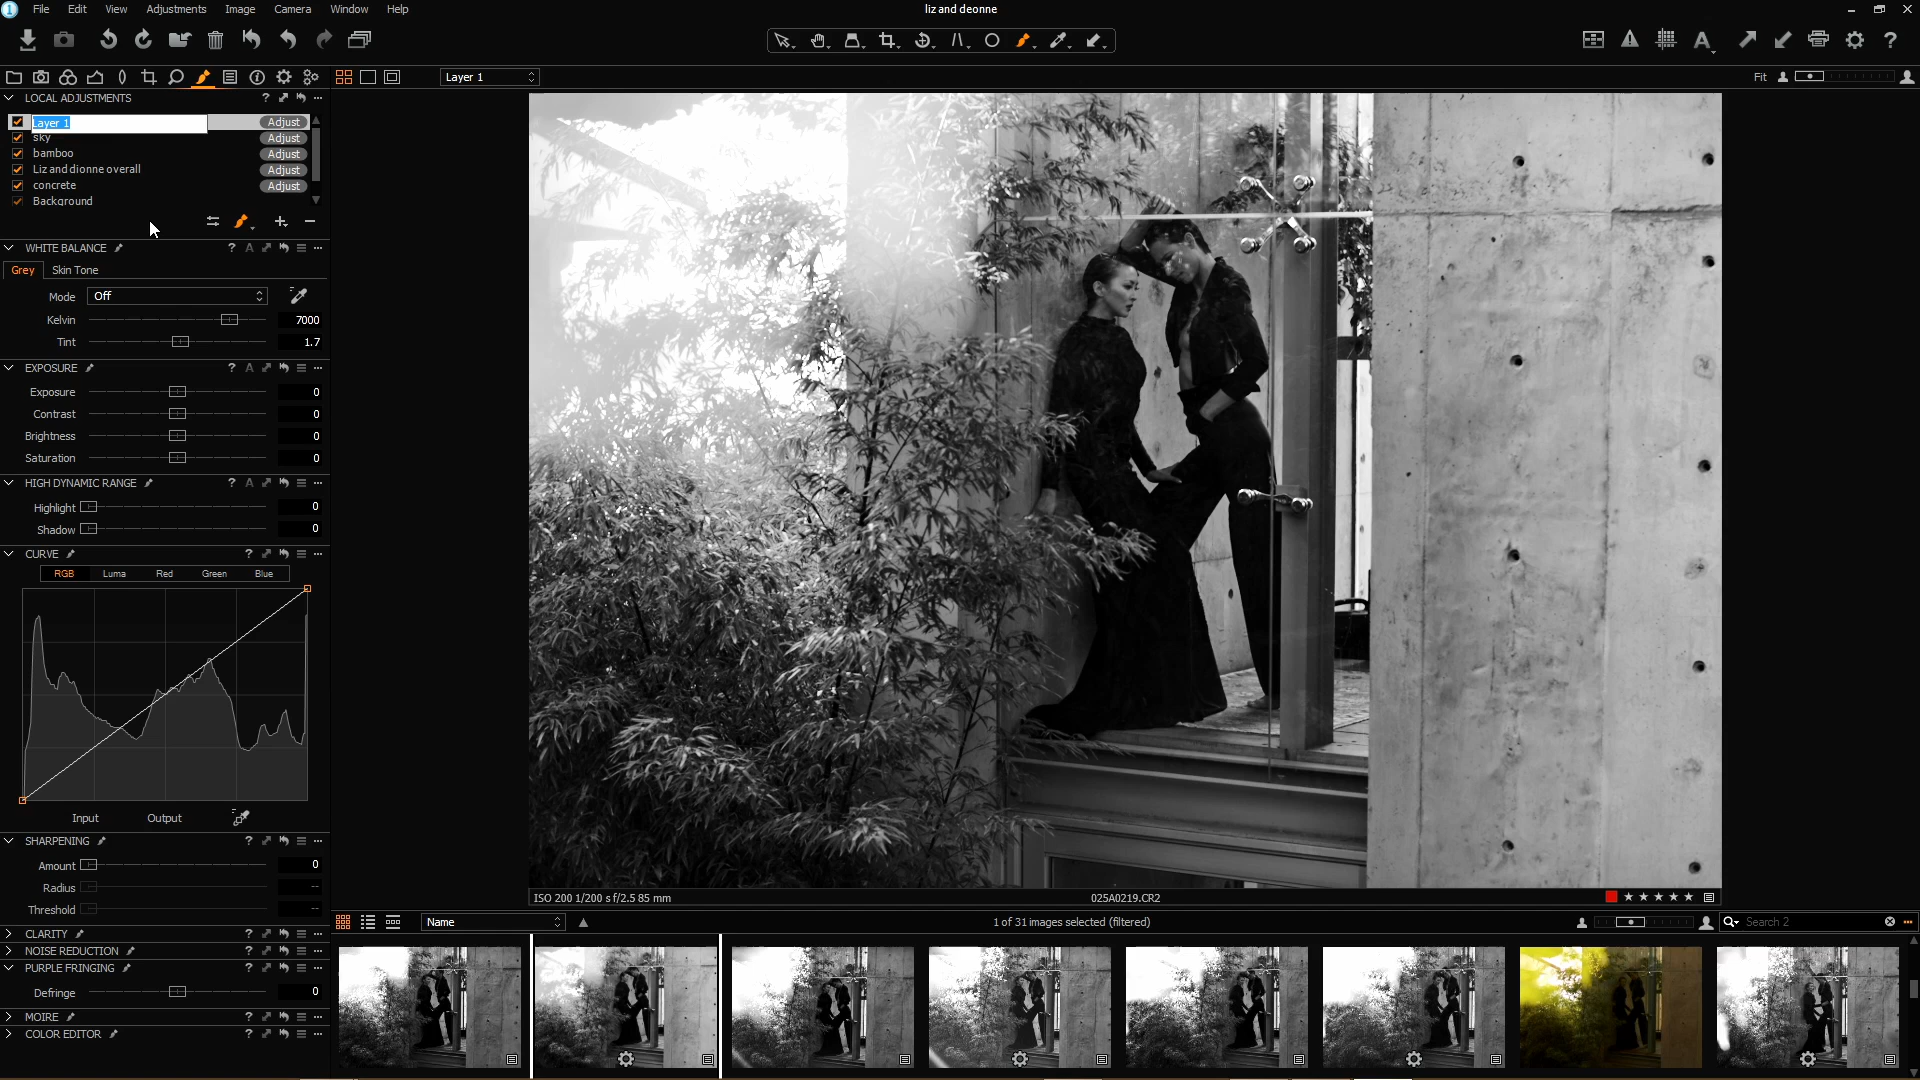 File Edit View Adjustments Image Camera Window Help
liz and deonne
Layer 1
Fit
LOCAL ADJUSTMENTS
Layer 1 Adjust
sky Adjust
bamboo Adjust
Liz and dionne overall Adjust
concrete Adjust
Background
WHITE BALANCE
Grey Skin Tone
Mode Off
Kelvin 7000
Tint 1.7
EXPOSURE
Exposure 0
Contrast 0
Brightness 0
Saturation 0
HIGH DYNAMIC RANGE
Highlight 0
Shadow 0
CURVE
RGB Luma Red Green Blue
Input Output
SHARPENING
Amount 0
Radius --
Threshold --
CLARITY
NOISE REDUCTION
PURPLE FRINGING
Defringe 0
MOIRE
COLOR EDITOR
ISO 200 1/200 s f/2.5 85 mm
025A0219.CR2
Name
1 of 31 images selected (filtered)
Search 2